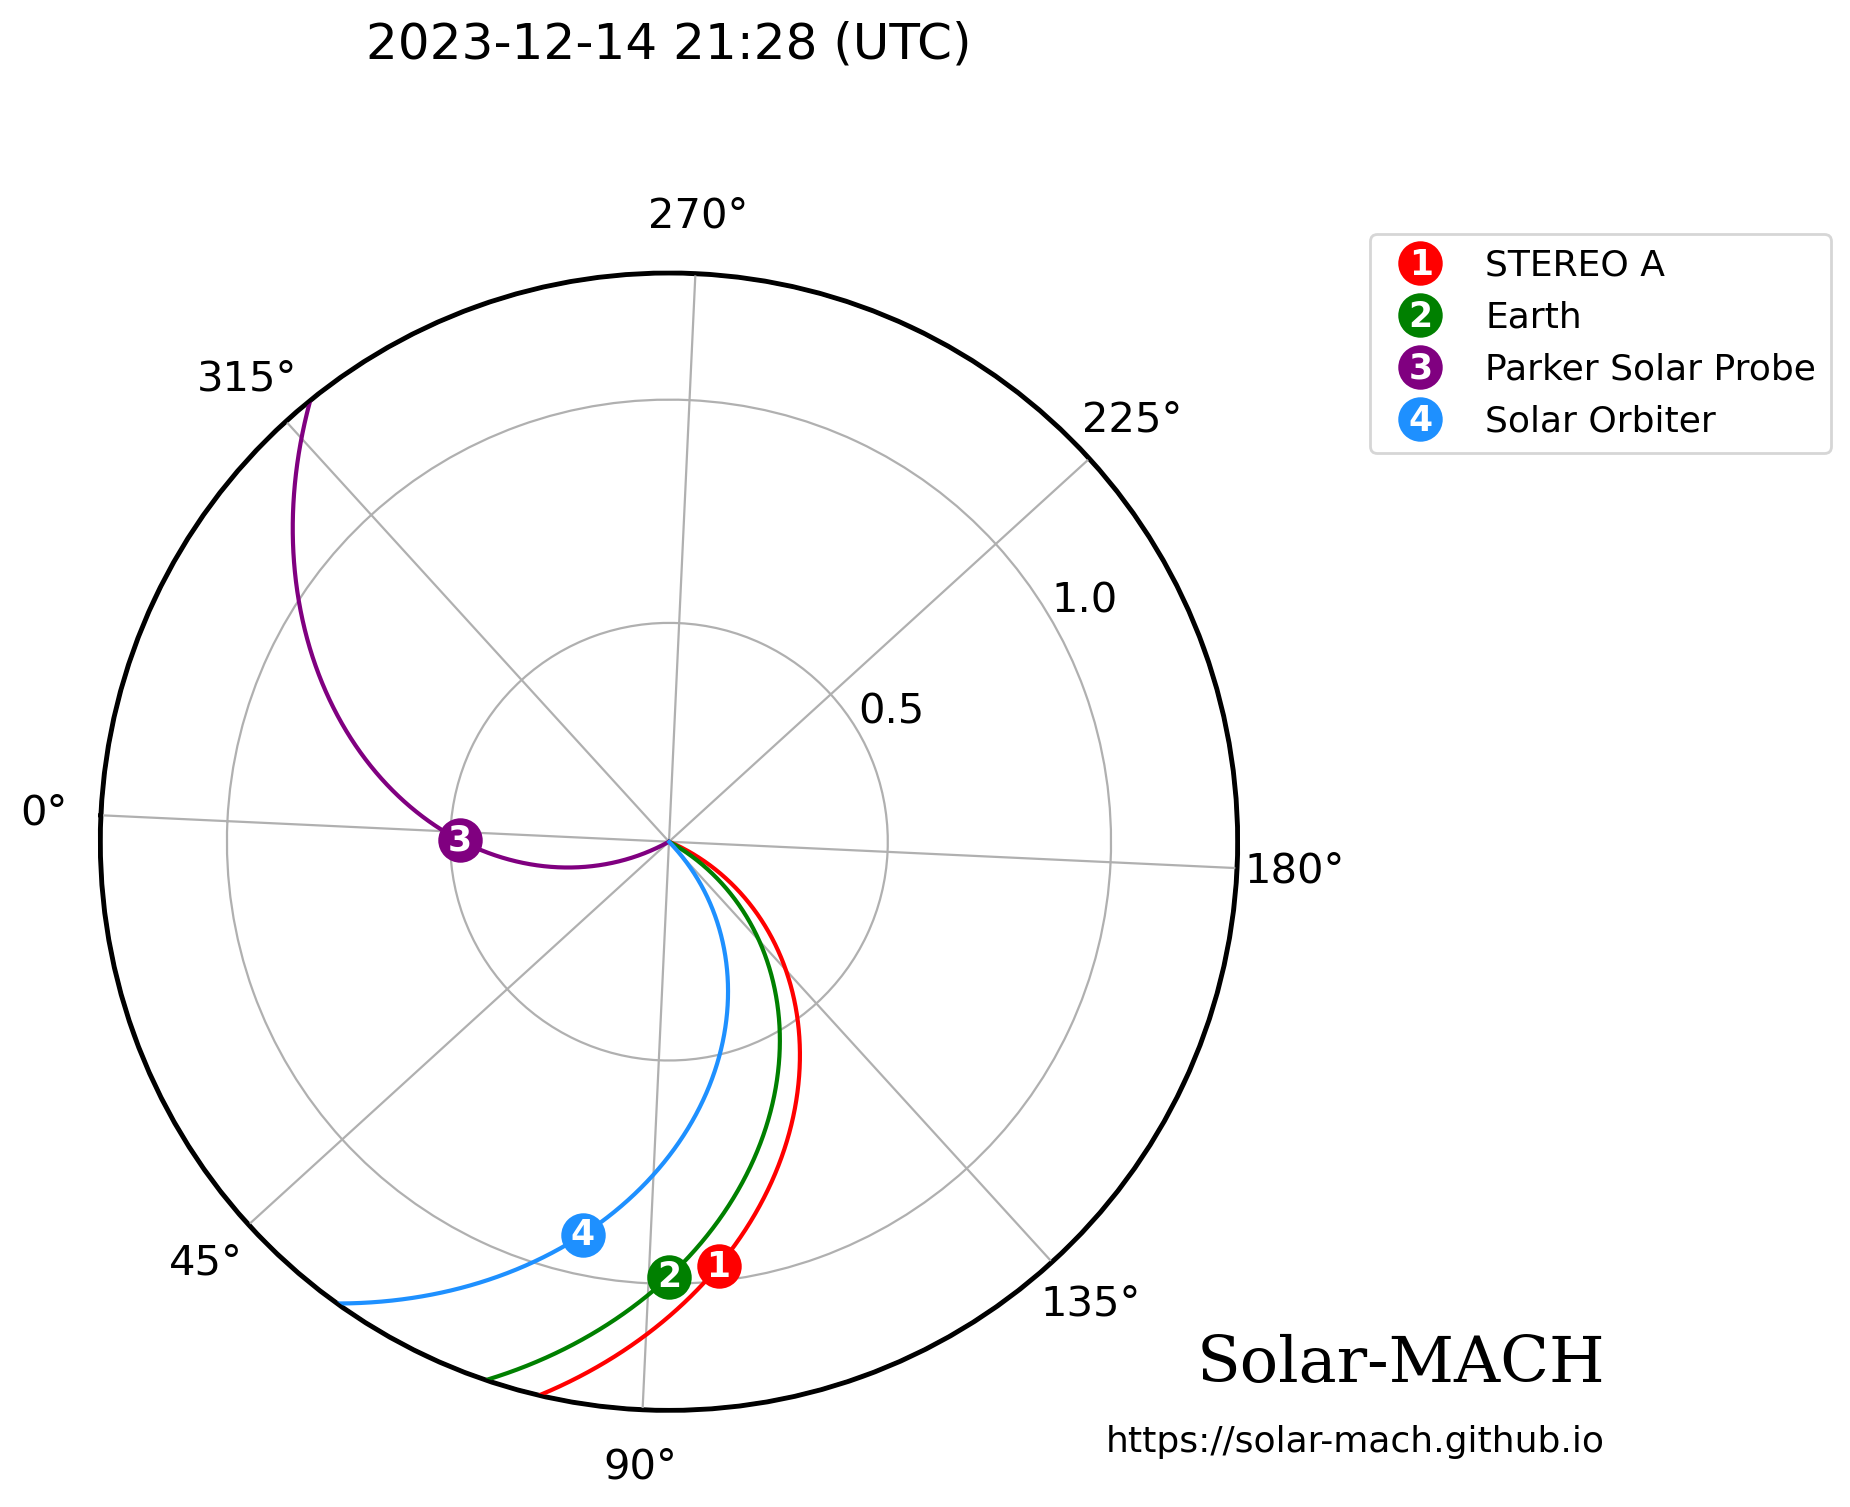 2023-12-14 21:28 (UTC)
270°
1 STEREO A
2 Earth
3 Parker Solar Probe
4 Solar Orbiter
315°
225°
1.0
0.5
0°
3
180°
4
45°
2
1
135°
90°
Solar-MACH
https://solar-mach.github.io